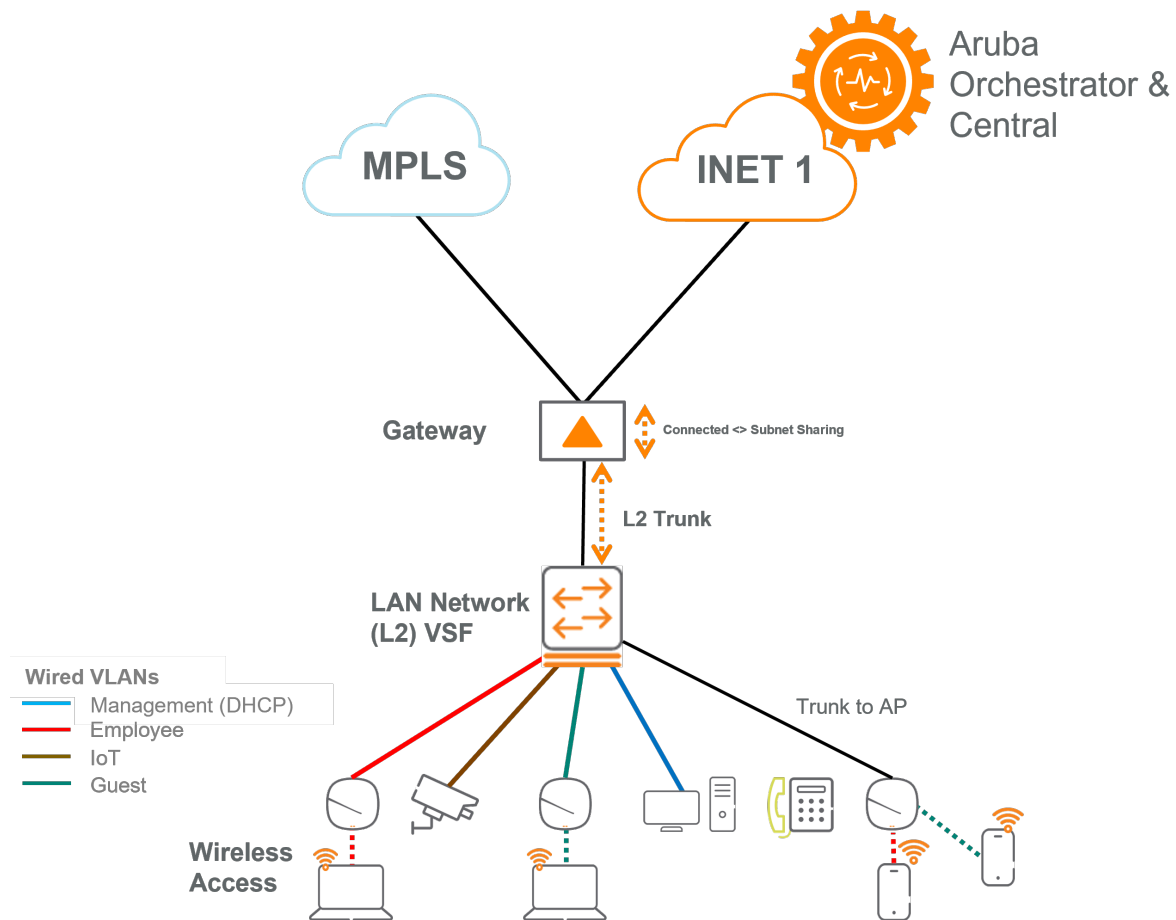 Aruba
Orchestrator &
Central
MPLS
INET 1
Gateway
Connected <> Subnet Sharing
L2 Trunk
LAN Network
(L2) VSF
Wired VLANs
Management (DHCP)
Employee
IoT
Guest
Trunk to AP
Wireless
Access